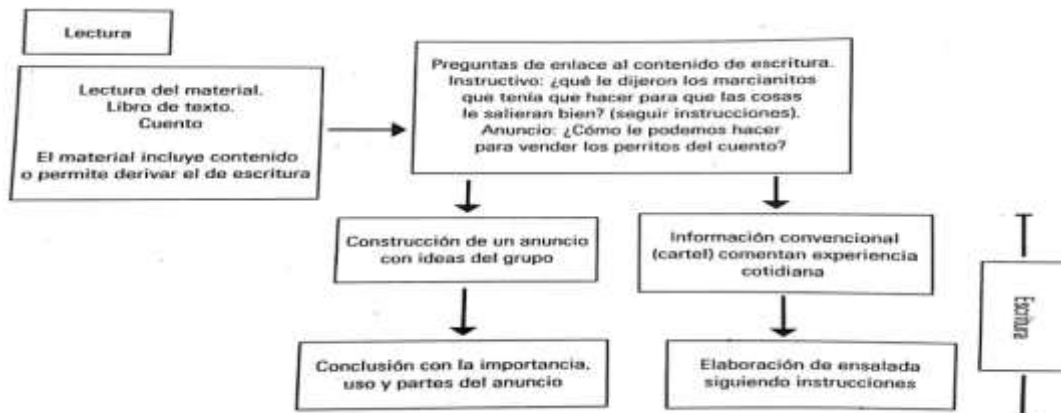 Lectura
Lectura del material.
Libro de texto.
Cuento
El material incluye contenido
o permite derivar el de escritura
Preguntas de enlace al contenido de escritura.
Instructivo: ¿qué le dijeron los marcianitos
que tenía que hacer para que las cosas
le salieran bien? (seguir instrucciones).
Anuncio: ¿Cómo le podemos hacer
para vender los perritos del cuento?
Construcción de un anuncio
con ideas del grupo
Información convencional
(cartel) comentan experiencia
cotidiana
Conclusión con la importancia,
uso y partes del anuncio
Elaboración de ensalada
siguiendo instrucciones
Escritura